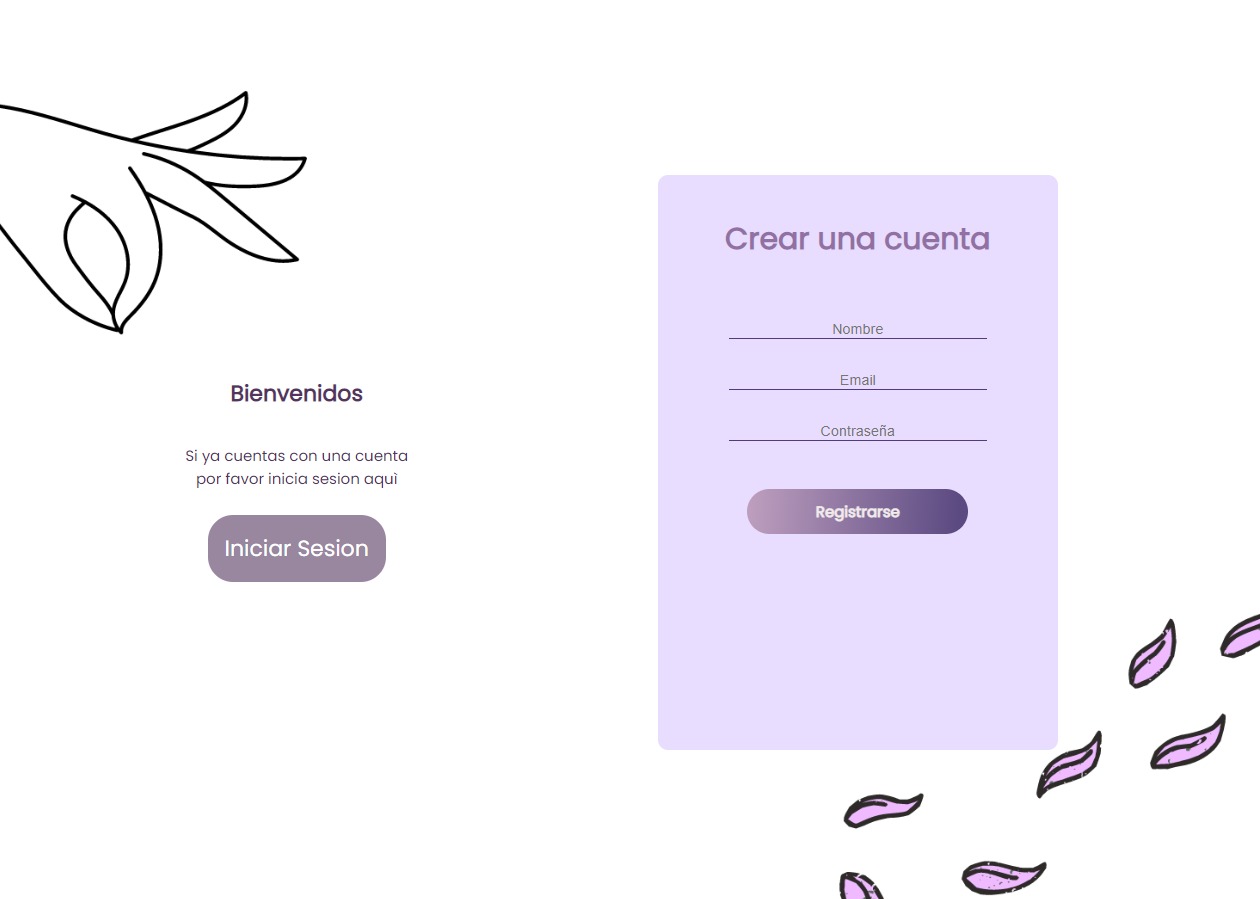 Bienvenidos
Si ya cuentas con una cuenta
por favor inicia sesion aquì
Iniciar Sesion
Crear una cuenta
Nombre
Email
Contraseña
Registrarse